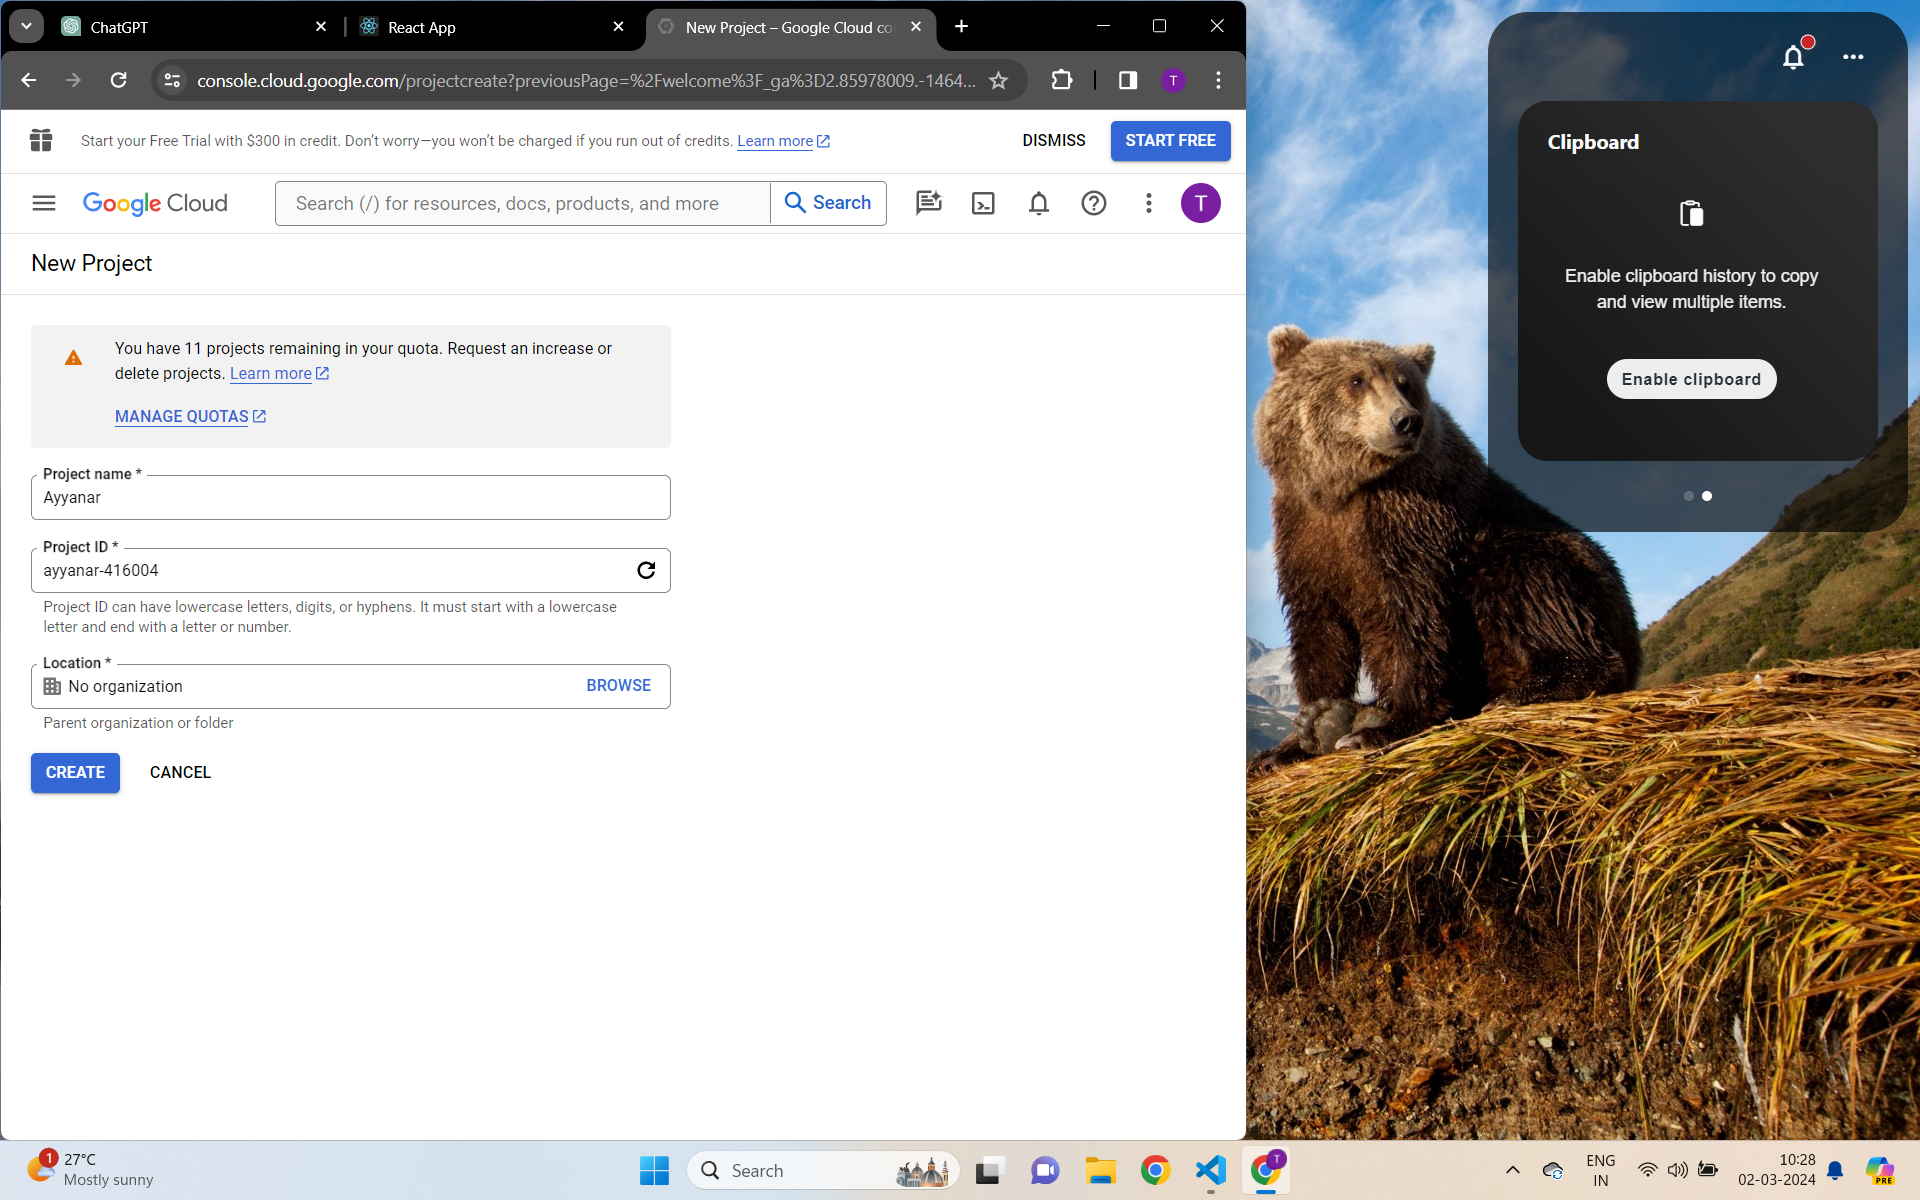 ChatGPT
React App
New Project – Google Cloud co
console.cloud.google.com/projectcreate?previousPage=%2Fwelcome%3F_ga%3D2.85978009.-1464...
T
Start your Free Trial with $300 in credit. Don't worry—you won't be charged if you run out of credits. Learn more
DISMISS
START FREE
Google Cloud
Search (/) for resources, docs, products, and more
Search
T
New Project
You have 11 projects remaining in your quota. Request an increase or
delete projects. Learn more
MANAGE QUOTAS
Project name *
Ayyanar
Project ID *
ayyanar-416004
Project ID can have lowercase letters, digits, or hyphens. It must start with a lowercase
letter and end with a letter or number.
Location *
No organization
BROWSE
Parent organization or folder
CREATE
CANCEL
Clipboard
Enable clipboard history to copy
and view multiple items.
Enable clipboard
1
27°C
Mostly sunny
Search
T
ENG
IN
10:28
02-03-2024
PRE